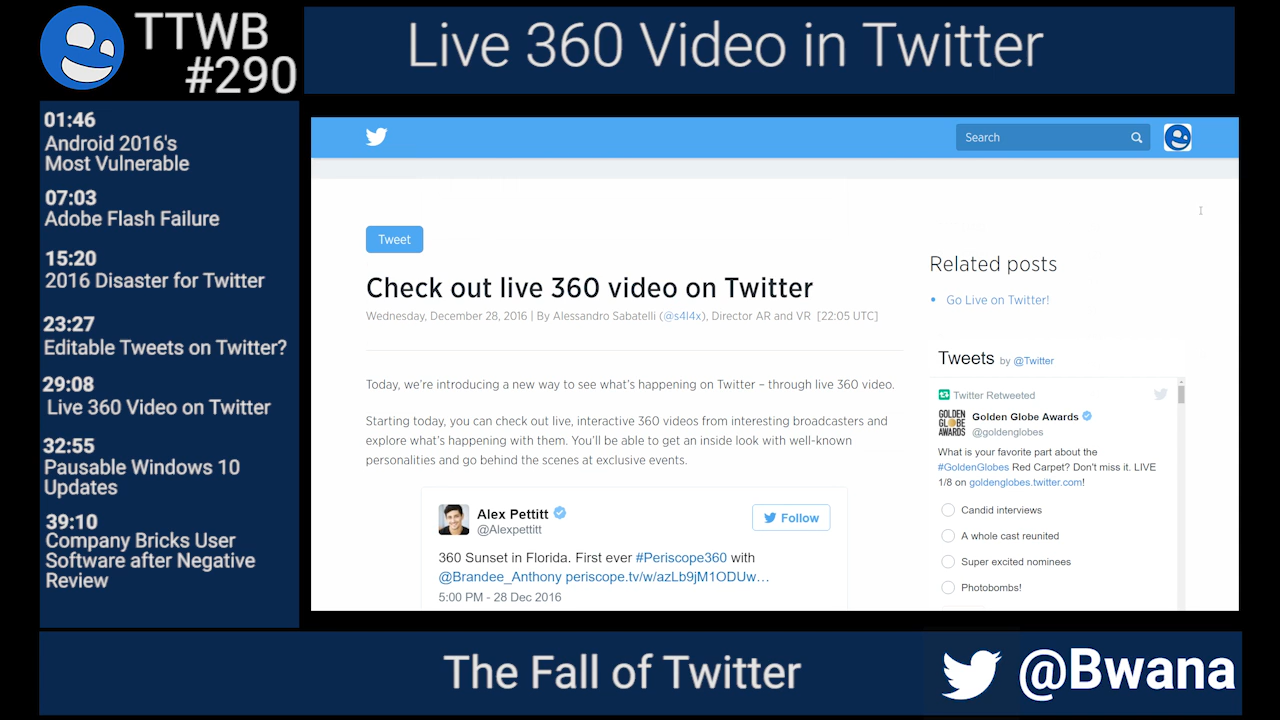 TTWB
#290
Live 360 Video in Twitter
01:46
Android 2016's
Most Vulnerable
07:03
Adobe Flash Failure
15:20
2016 Disaster for Twitter
23:27
Editable Tweets on Twitter?
29:08
Live 360 Video on Twitter
32:55
Pausable Windows 10
Updates
39:10
Company Bricks User
Software after Negative
Review
Search
Tweet
Check out live 360 video on Twitter
Wednesday, December 28, 2016 | By Alessandro Sabatelli (@s4l4x), Director AR and VR [22:05 UTC]
Today, we're introducing a new way to see what's happening on Twitter – through live 360 video.
Starting today, you can check out live, interactive 360 videos from interesting broadcasters and
explore what's happening with them. You'll be able to get an inside look with well-known
personalities and go behind the scenes at exclusive events.
Alex Pettitt
@Alexpettitt
Follow
360 Sunset in Florida. First ever #Periscope360 with
@Brandee_Anthony periscope.tv/w/azLb9jM1ODUw…
5:00 PM - 28 Dec 2016
Related posts
• Go Live on Twitter!
Tweets by @Twitter
Twitter Retweeted
GOLDEN
GLOBE
AWARDS
Golden Globe Awards
@goldenglobes
What is your favorite part about the
#GoldenGlobes Red Carpet? Don't miss it. LIVE
1/8 on goldenglobes.twitter.com!
Candid interviews
A whole cast reunited
Super excited nominees
Photobombs!
The Fall of Twitter
@Bwana